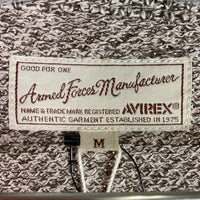 GOOD FOR ONE
Armed Forces Manufacturer
NAME & TRADE MARK REGISTERED AVIREX®
AUTHENTIC GARMENT ESTABLISHED IN 1975
M